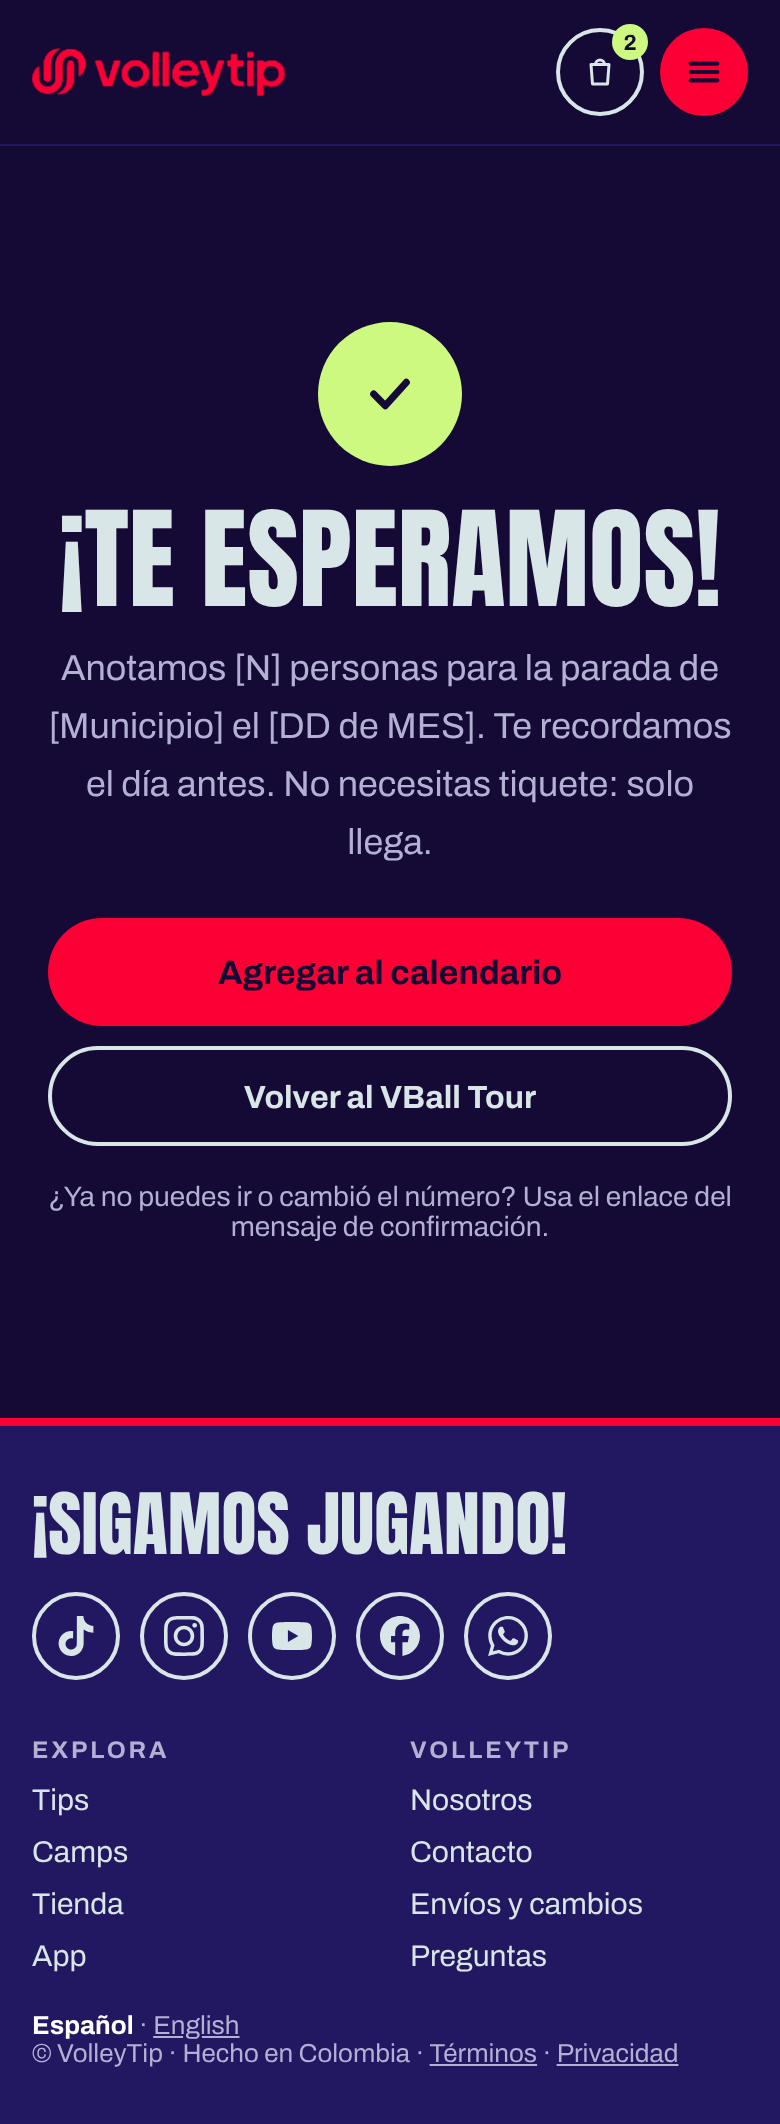 volleytip
2
¡TE ESPERAMOS!
Anotamos [N] personas para la parada de
[Municipio] el [DD de MES]. Te recordamos
el día antes. No necesitas tiquete: solo
llega.
Agregar al calendario
Volver al VBall Tour
¿Ya no puedes ir o cambió el número? Usa el enlace del
mensaje de confirmación.
¡SIGAMOS JUGANDO!
EXPLORA
Tips
Camps
Tienda
App
VOLLEYTIP
Nosotros
Contacto
Envíos y cambios
Preguntas
Español · English
© VolleyTip · Hecho en Colombia · Términos · Privacidad